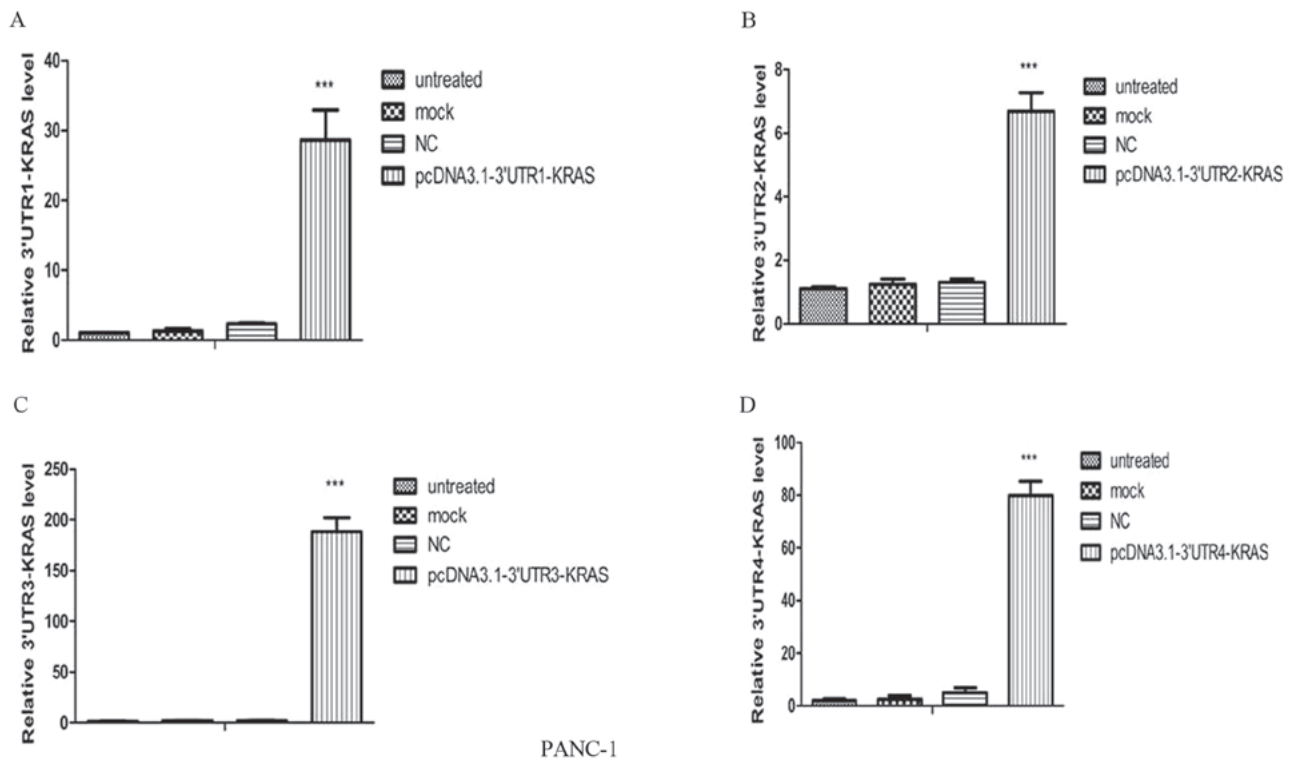 A
Relative 3'UTR1-KRAS level
40
30
20
10
0
***
untreated
mock
NC
pcDNA3.1-3'UTR1-KRAS
B
Relative 3'UTR2-KRAS level
8
6
4
2
0
***
untreated
mock
NC
pcDNA3.1-3'UTR2-KRAS
C
Relative 3'UTR3-KRAS level
250
200
150
100
50
0
***
untreated
mock
NC
pcDNA3.1-3'UTR3-KRAS
D
Relative 3'UTR4-KRAS level
100
80
60
40
20
0
***
untreated
mock
NC
pcDNA3.1-3'UTR4-KRAS
PANC-1